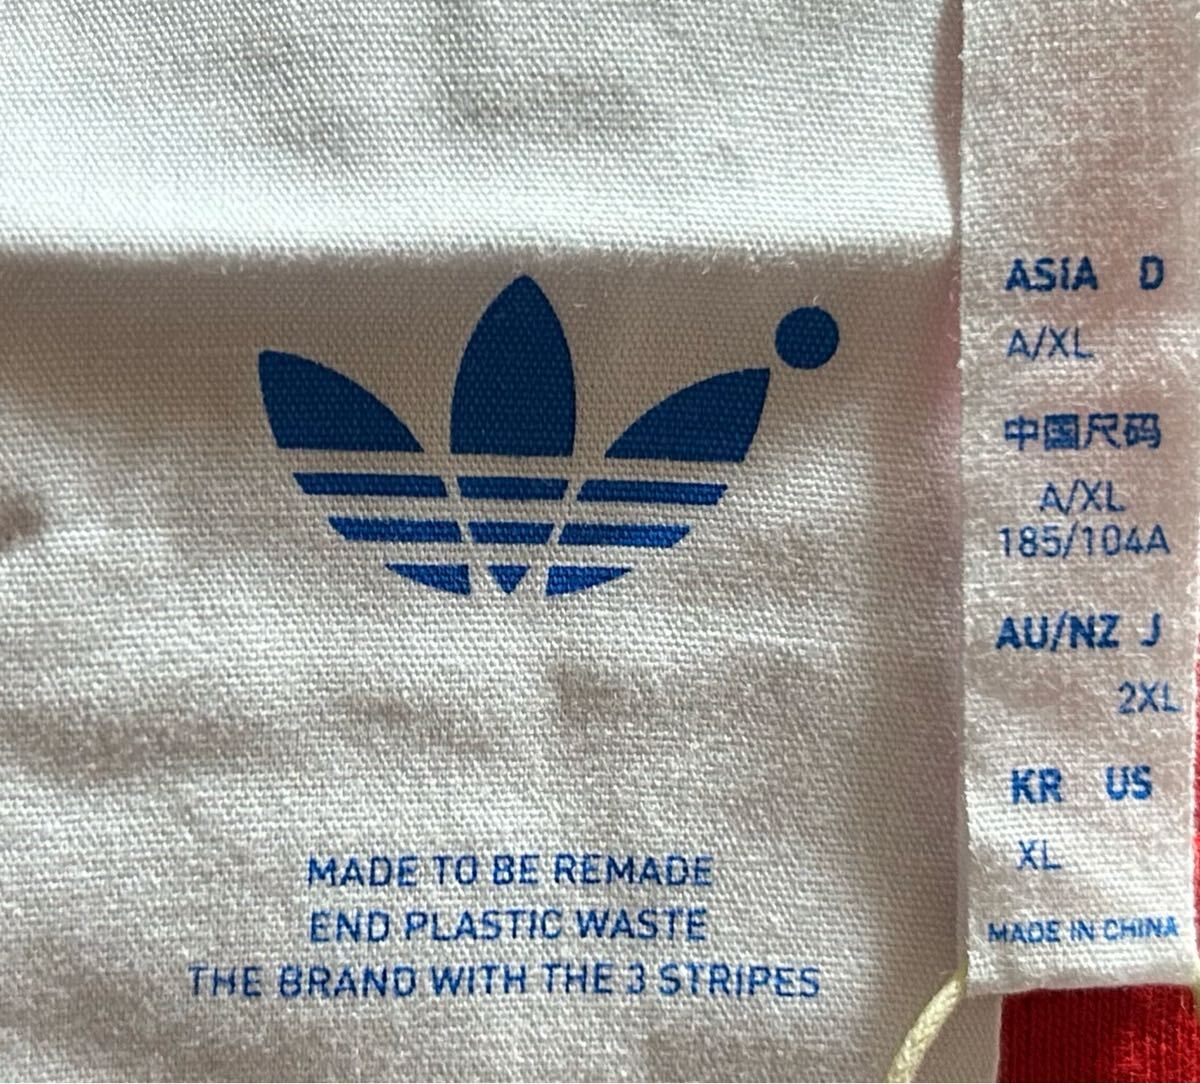 MADE TO BE REMADE
END PLASTIC WASTE
THE BRAND WITH THE 3 STRIPES
ASIA D
A/XL
中国尺码
A/XL
185/104A
AU/NZ J
2XL
KR US
XL
MADE IN CHINA